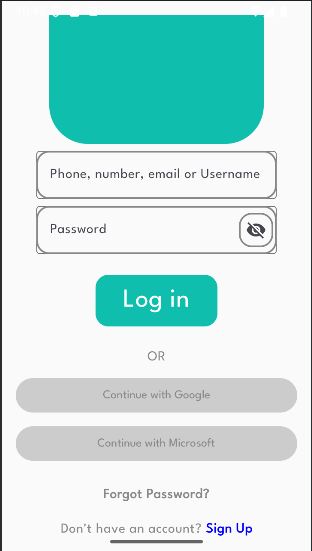 Phone, number, email or Username
Password
Log in
OR
Continue with Google
Continue with Microsoft
Forgot Password?
Don't have an account? Sign Up